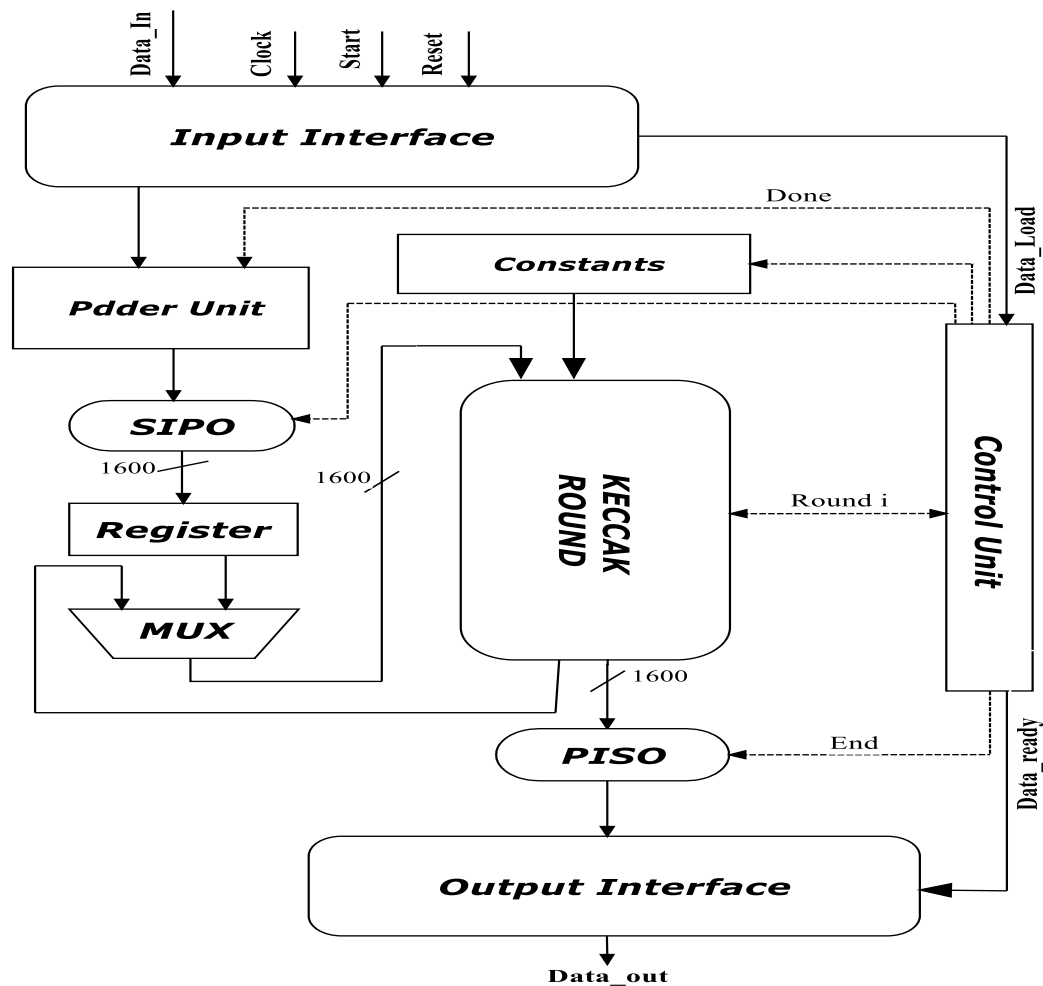 Data_In
Clock
Start
Reset
Input Interface
Done
Data_Load
Constants
Pdder Unit
SIPO
1600
1600
KECCAK
ROUND
Round i
Control Unit
Register
MUX
1600
End
PISO
Data_ready
Output Interface
Data_out